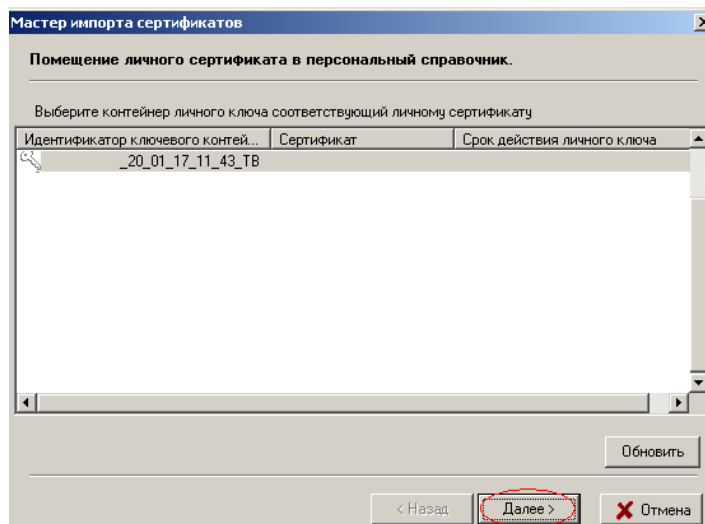 Мастер импорта сертификатов
Помещение личного сертификата в персональный справочник.
Выберите контейнер личного ключа соответствующий личному сертификату
Идентификатор ключевого контей... Сертификат Срок действия личного ключа
_20_01_17_11_43_ТВ
Обновить
< Назад Далее > Отмена